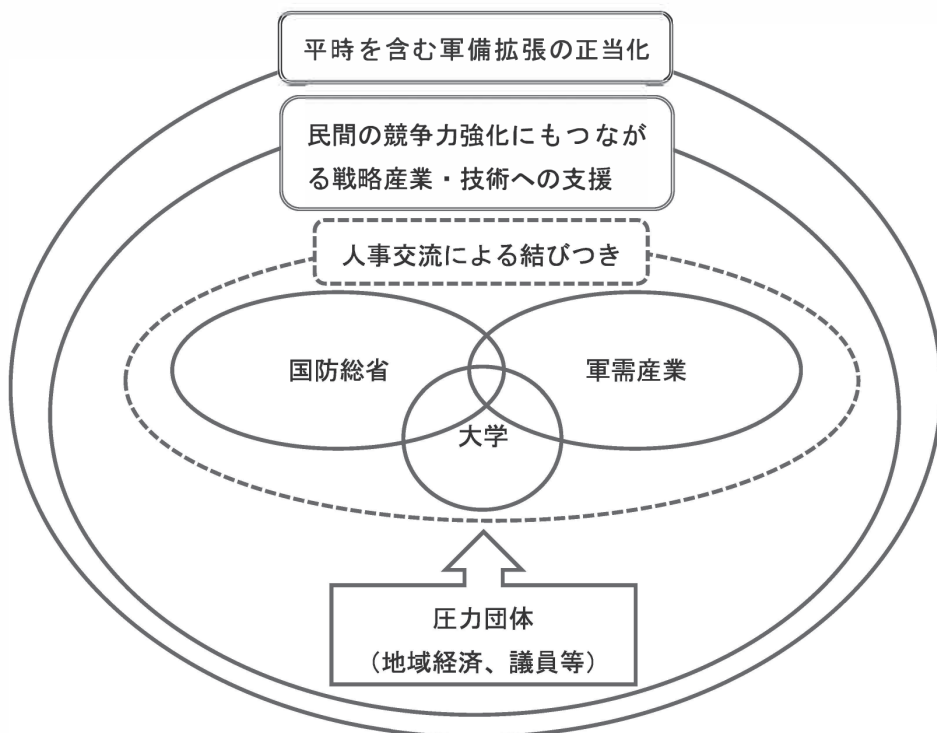 平時を含む軍備拡張の正当化
民間の競争力強化にもつなが
る戦略産業・技術への支援
人事交流による結びつき
国防総省
軍需産業
大学
圧力団体
（地域経済、議員等）